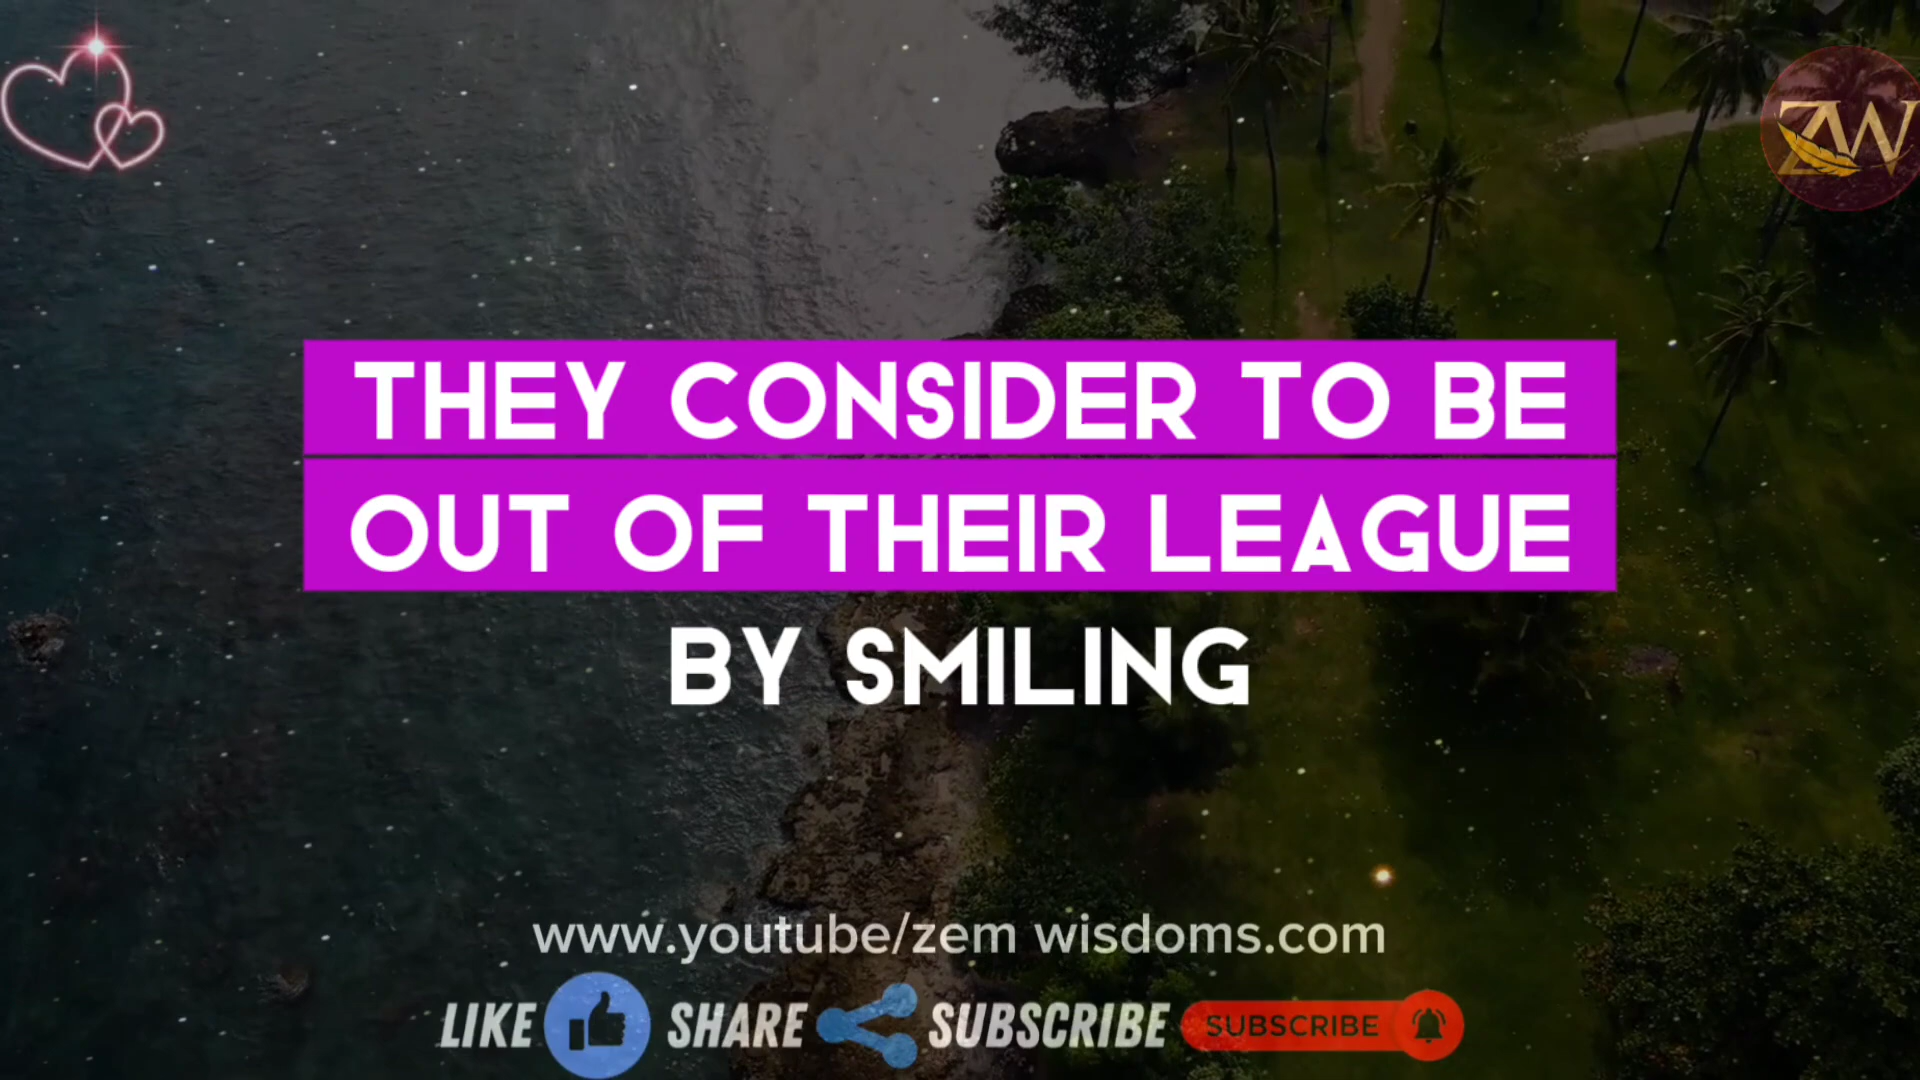 ZW
THEY CONSIDER TO BE
OUT OF THEIR LEAGUE
BY SMILING
www.youtube/zem wisdoms.com
LIKE SHARE SUBSCRIBE SUBSCRIBE